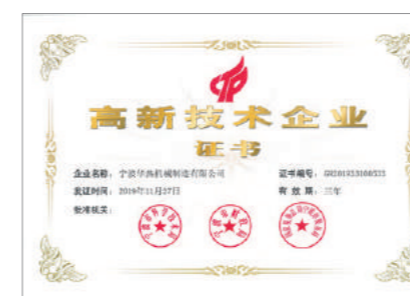 高新技术企业
证书
企业名称：宁波华热机械制造有限公司 证书编号：
发证时间：2019年11月27日 有效期：三年
批准机关：